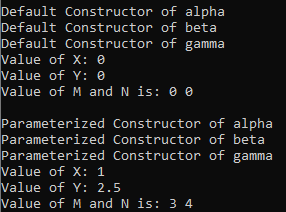 Default Constructor of alpha
Default Constructor of beta
Default Constructor of gamma
Value of X: 0
Value of Y: 0
Value of M and N is: 0 0

Parameterized Constructor of alpha
Parameterized Constructor of beta
Parameterized Constructor of gamma
Value of X: 1
Value of Y: 2.5
Value of M and N is: 3 4